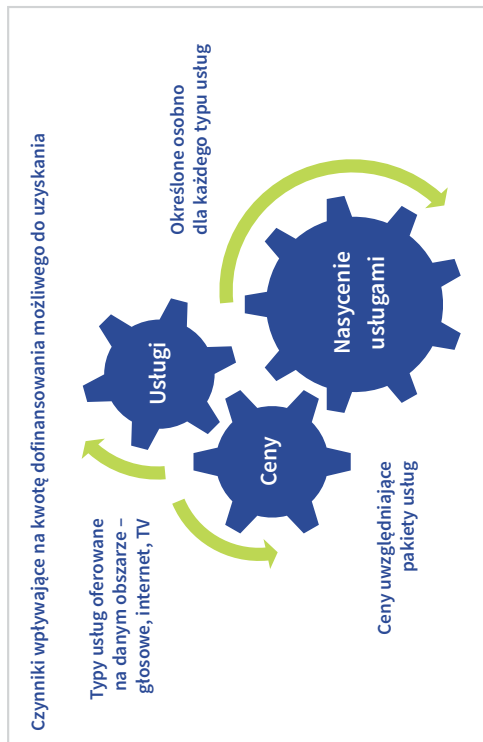 Czynniki wpływające na kwotę dofinansowania możliwego do uzyskania
Typy usług oferowane
na danym obszarze –
głosowe, internet, TV
Usługi
Określone osobno
dla każdego typu usług
Ceny
Nasycenie
usługami
Ceny uwzględniające
pakiety usług